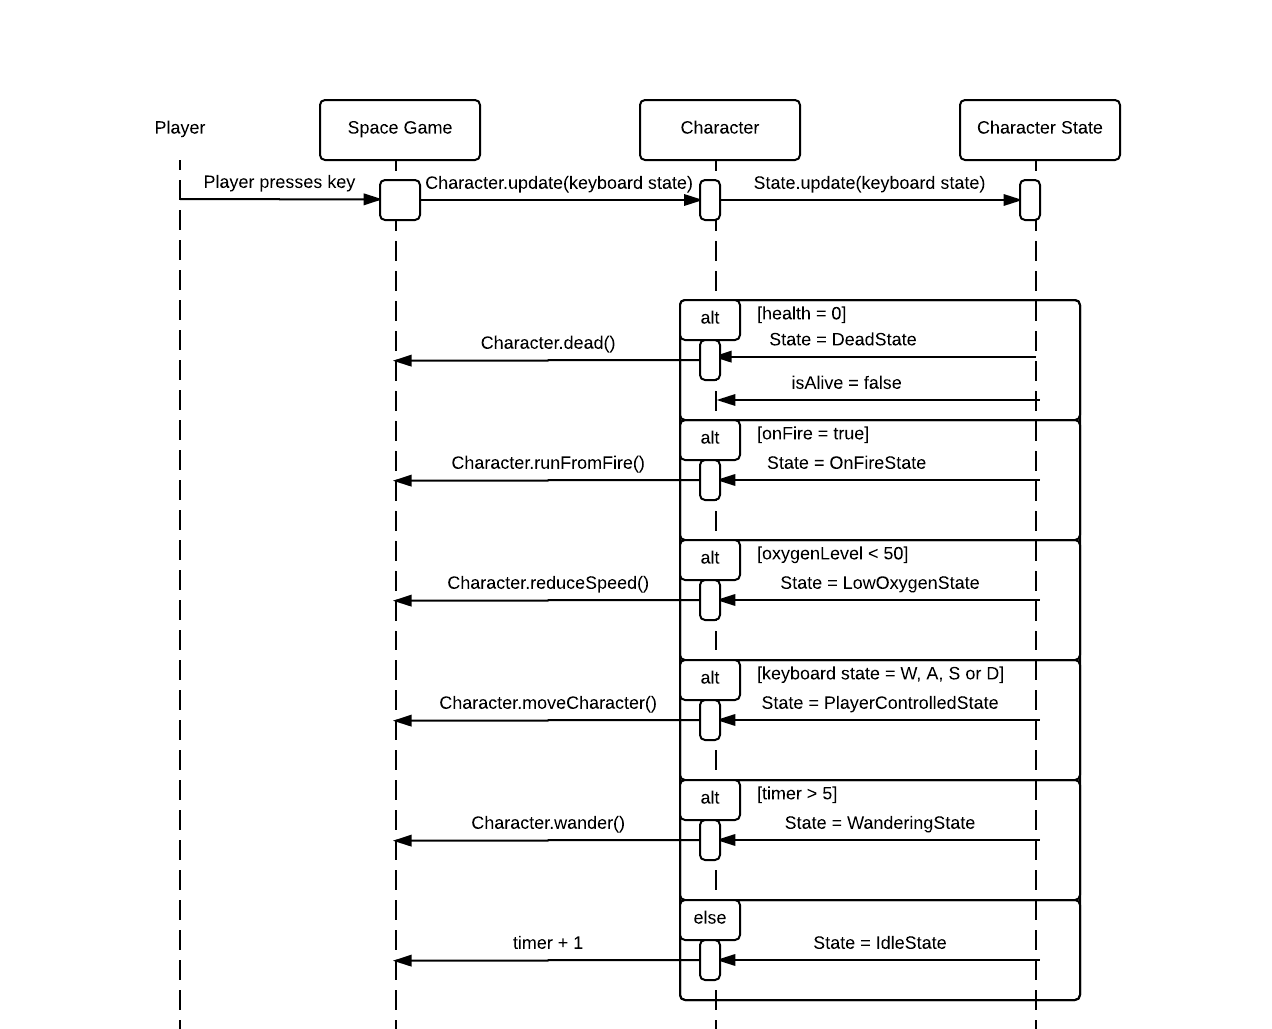 Player
Space Game
Character
Character State
Player presses key
Character.update(keyboard state)
State.update(keyboard state)
alt
[health = 0]
State = DeadState
Character.dead()
isAlive = false
alt
[onFire = true]
State = OnFireState
Character.runFromFire()
alt
[oxygenLevel < 50]
State = LowOxygenState
Character.reduceSpeed()
alt
[keyboard state = W, A, S or D]
State = PlayerControlledState
Character.moveCharacter()
alt
[timer > 5]
State = WanderingState
Character.wander()
else
State = IdleState
timer + 1